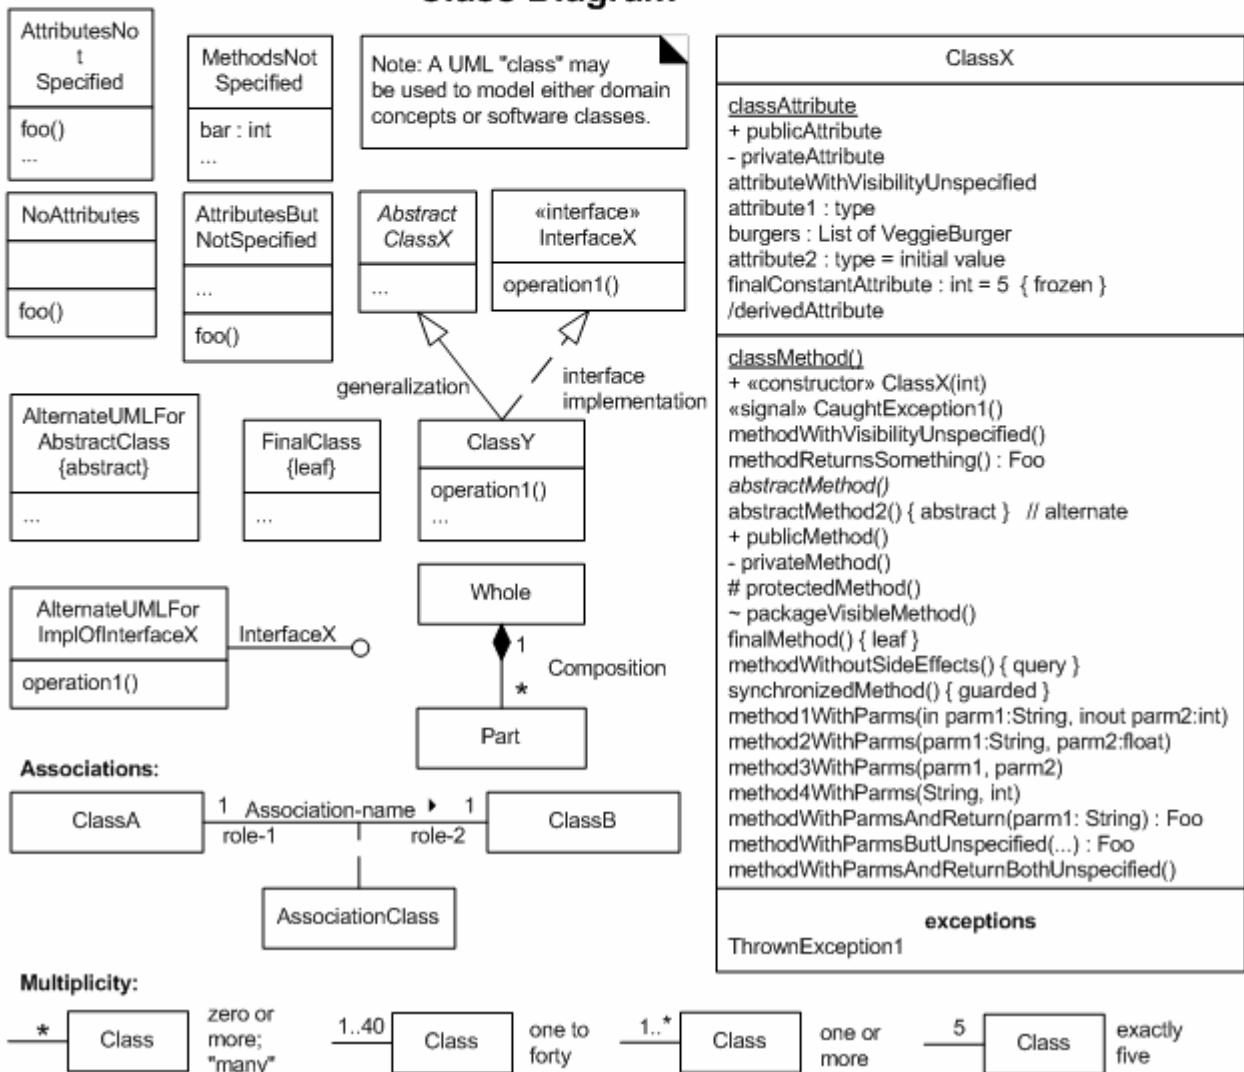 Class Diagram
AttributesNo
t
Specified
foo()
...
MethodsNot
Specified
bar : int
...
Note: A UML "class" may
be used to model either domain
concepts or software classes.
NoAttributes
foo()
AttributesBut
NotSpecified
...
foo()
Abstract
ClassX
...
«interface»
InterfaceX
operation1()
generalization
interface
implementation
AlternateUMLFor
AbstractClass
{abstract}
...
FinalClass
{leaf}
...
ClassY
operation1()
...
AlternateUMLFor
ImplOfInterfaceX
operation1()
InterfaceX
Whole
1
Composition
*
Part
Associations:
ClassA
1 Association-name 1
role-1 role-2
ClassB
AssociationClass
Multiplicity:
*
Class
zero or
more;
"many"
1..40
Class
one to
forty
1..*
Class
one or
more
5
Class
exactly
five
ClassX
classAttribute
+ publicAttribute
- privateAttribute
attributeWithVisibilityUnspecified
attribute1 : type
burgers : List of VeggieBurger
attribute2 : type = initial value
finalConstantAttribute : int = 5 { frozen }
/derivedAttribute
classMethod()
+ «constructor» ClassX(int)
«signal» CaughtException1()
methodWithVisibilityUnspecified()
methodReturnsSomething() : Foo
abstractMethod()
abstractMethod2() { abstract } // alternate
+ publicMethod()
- privateMethod()
# protectedMethod()
~ packageVisibleMethod()
finalMethod() { leaf }
methodWithoutSideEffects() { query }
synchronizedMethod() { guarded }
method1WithParms(in parm1:String, inout parm2:int)
method2WithParms(parm1:String, parm2:float)
method3WithParms(parm1, parm2)
method4WithParms(String, int)
methodWithParmsAndReturn(parm1: String) : Foo
methodWithParmsButUnspecified(...) : Foo
methodWithParmsAndReturnBothUnspecified()
exceptions
ThrownException1